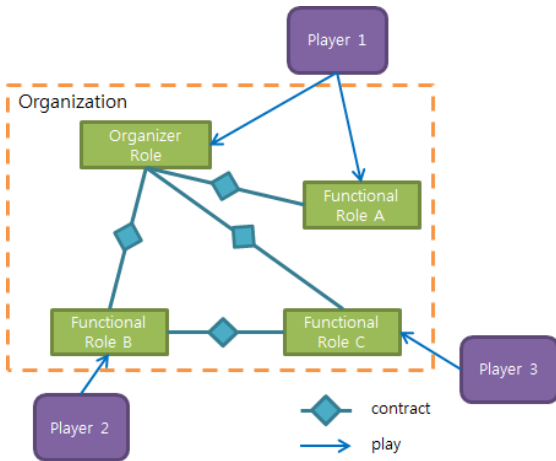 Player 1
Organization
Organizer
Role
Functional
Role A
Functional
Role B
Functional
Role C
Player 3
Player 2
contract
play